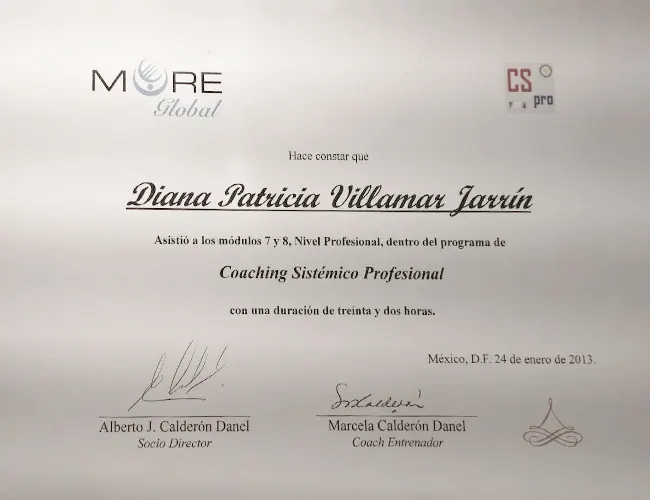 MORE
Global
CS
pro
Hace constar que
Diana Patricia Villamar Jarrín
Asistió a los módulos 7 y 8, Nivel Profesional, dentro del programa de
Coaching Sistémico Profesional
con una duración de treinta y dos horas.
México, D.F. 24 de enero de 2013.
Alberto J. Calderón Danel
Socio Director
Marcela Calderón Danel
Coach Entrenador